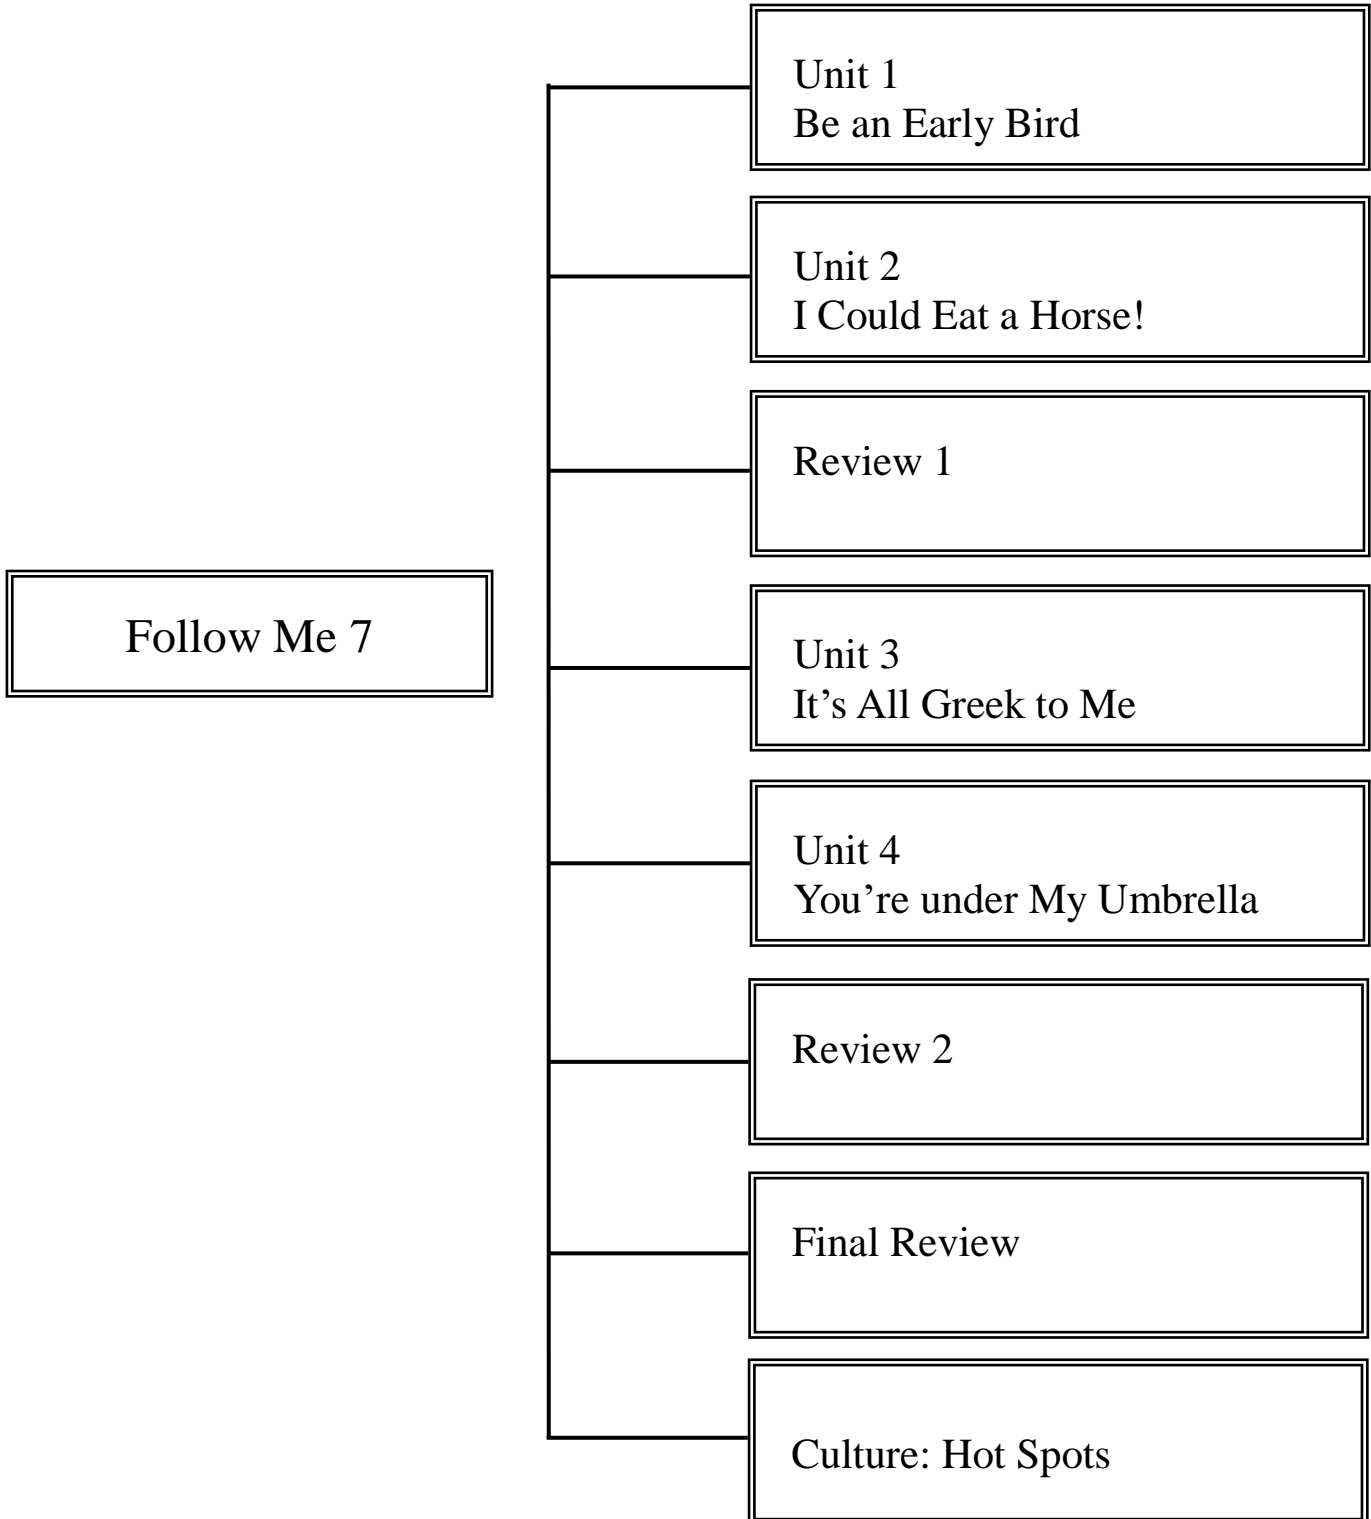 Follow Me 7
Unit 1
Be an Early Bird
Unit 2
I Could Eat a Horse!
Review 1
Unit 3
It’s All Greek to Me
Unit 4
You’re under My Umbrella
Review 2
Final Review
Culture: Hot Spots